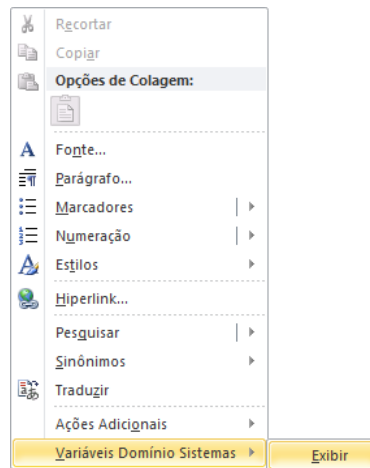 Recortar
Copiar
Opções de Colagem:
Fonte...
Parágrafo...
Marcadores
Numeração
Estilos
Hiperlink...
Pesquisar
Sinônimos
Traduzir
Ações Adicionais
Variáveis Domínio Sistemas
Exibir